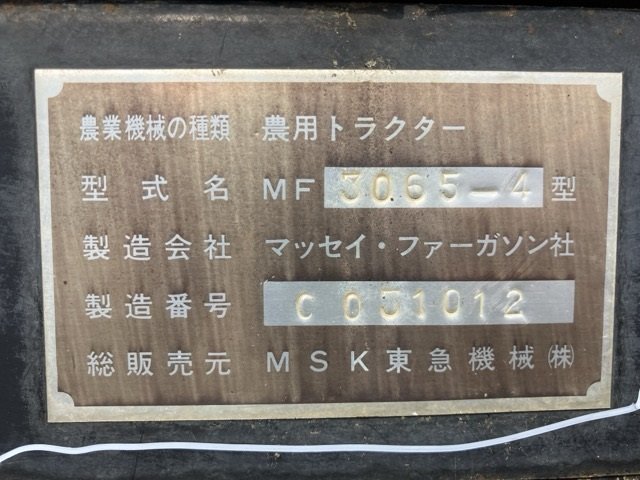 農業機械の種類 農用トラクター
型式名 MF 3065-4 型
製造会社 マッセイ・ファーガソン社
製造番号 C 051012
総販売元 MSK東急機械㈱